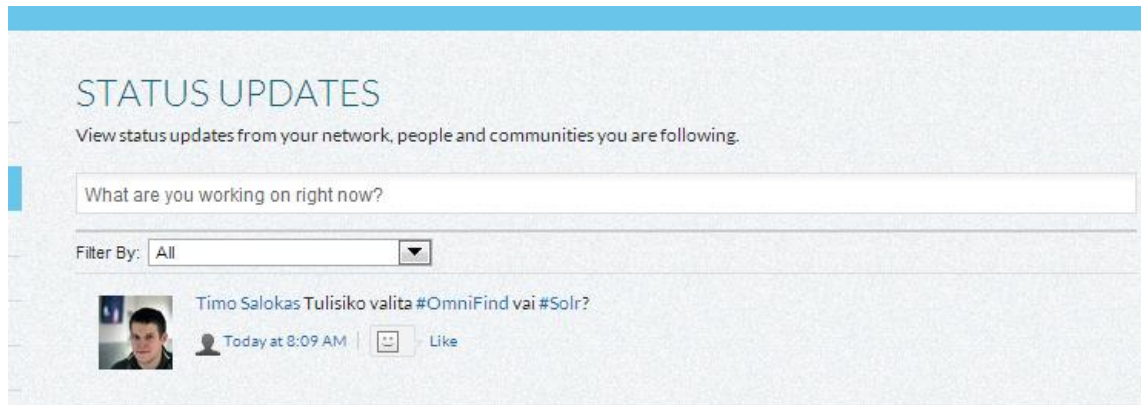 STATUS UPDATES
View status updates from your network, people and communities you are following.
What are you working on right now?
Filter By: All
Timo Salokas Tulisiko valita #OmniFind vai #Solr?
Today at 8:09 AM Like